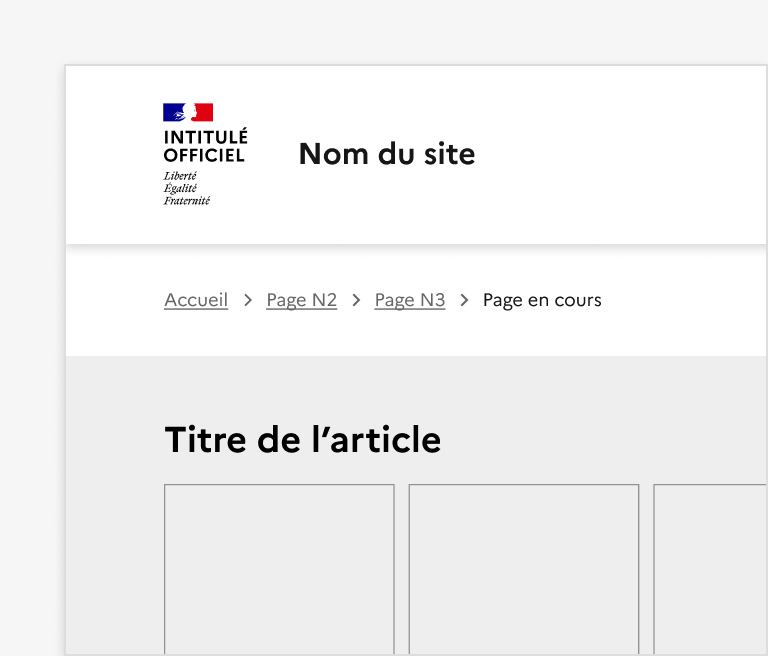 INTITULÉ
OFFICIEL
Liberté
Égalité
Fraternité
Nom du site
Accueil > Page N2 > Page N3 > Page en cours
Titre de l’article